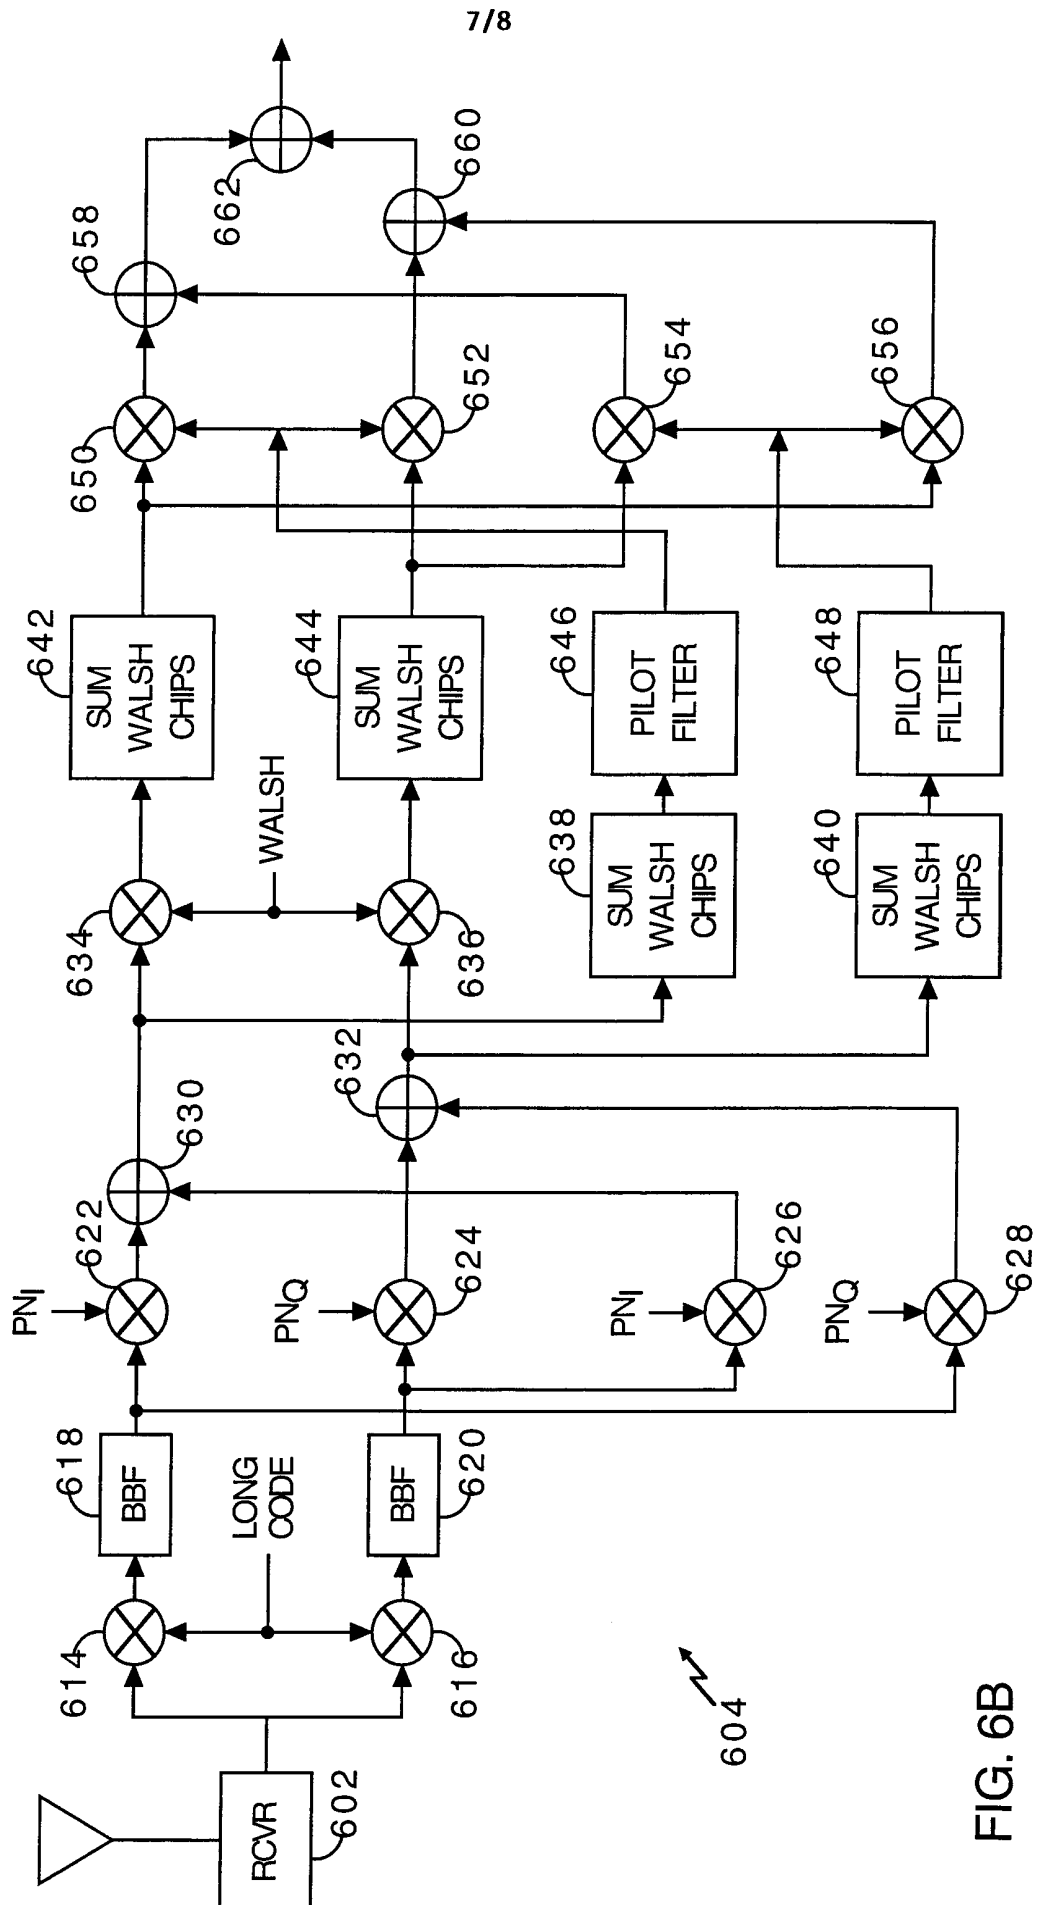 7/8
RCVR
602
614
616
LONG
CODE
618
BBF
620
BBF
PNI
622
PNQ
624
PNI
626
PNQ
628
630
632
634
636
WALSH
638
SUM
WALSH
CHIPS
640
SUM
WALSH
CHIPS
642
SUM
WALSH
CHIPS
644
SUM
WALSH
CHIPS
646
PILOT
FILTER
648
PILOT
FILTER
650
652
654
656
658
660
662
604
FIG. 6B